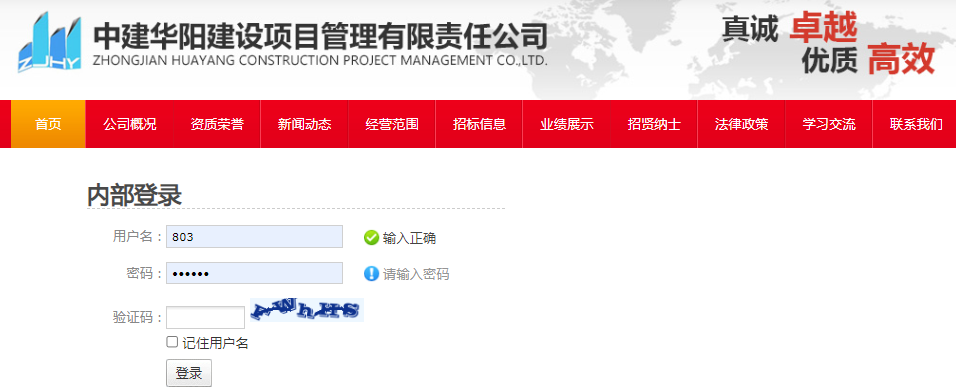 ZJHY
中建华阳建设项目管理有限责任公司
ZHONGJIAN HUAYANG CONSTRUCTION PROJECT MANAGEMENT CO.,LTD.
真诚 卓越
优质 高效
首页 公司概况 资质荣誉 新闻动态 经营范围 招标信息 业绩展示 招贤纳士 法律政策 学习交流 联系我们
内部登录
用户名： 803 输入正确
密码： •••••• 请输入密码
验证码： AWhHS
记住用户名
登录